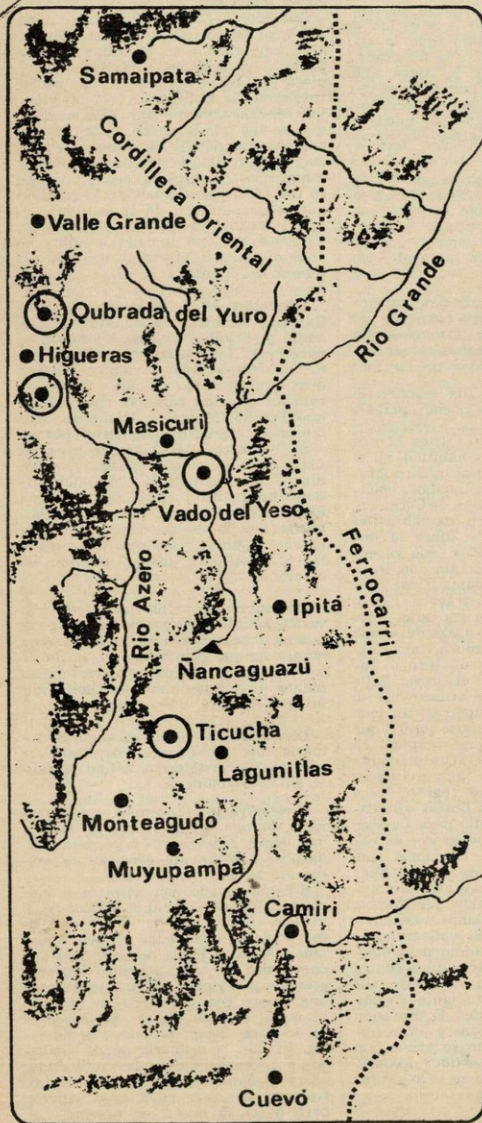 Samaipata
Cordillera Oriental
Valle Grande
Qubrada del Yuro
Rio Grande
Higueras
Masicuri
Vado del Yeso
Ferrocarril
Rio Azero
Ipitá
Ñancaguazú
Ticucha
Lagunillas
Monteagudo
Muyupampa
Camiri
Cuevo